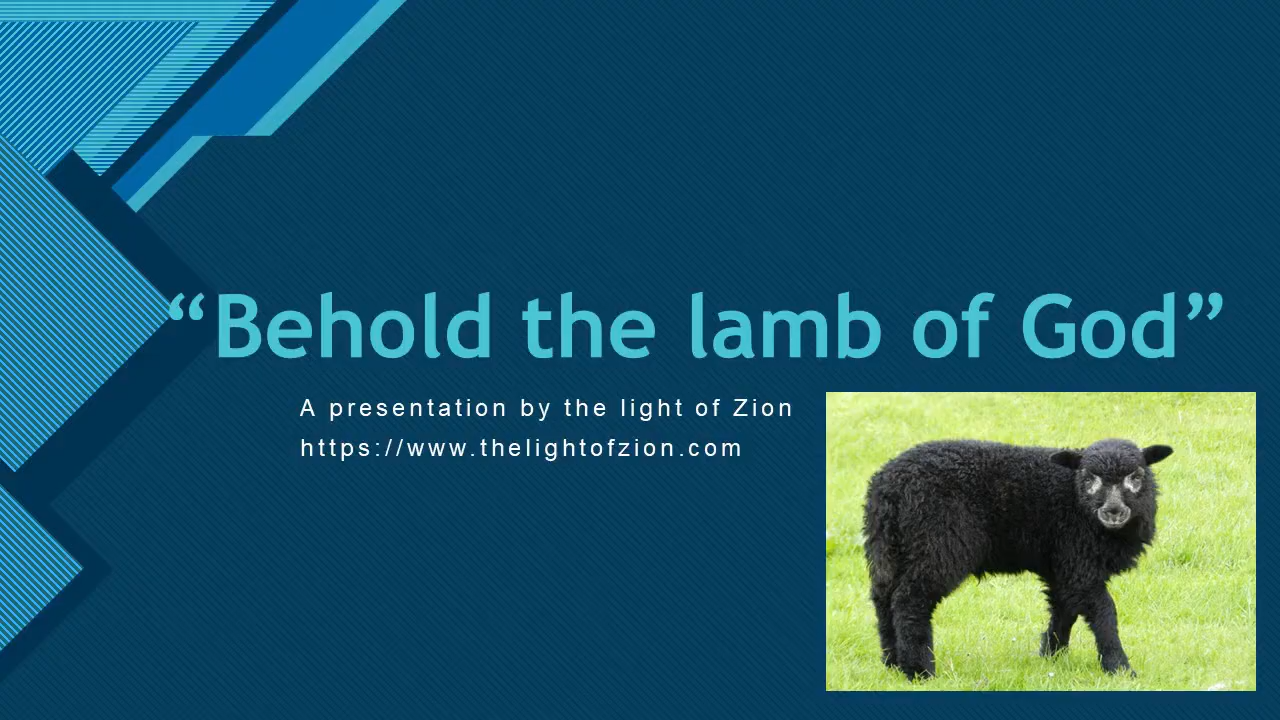 “Behold the lamb of God”
A presentation by the light of Zion
https://www.thelightofzion.com